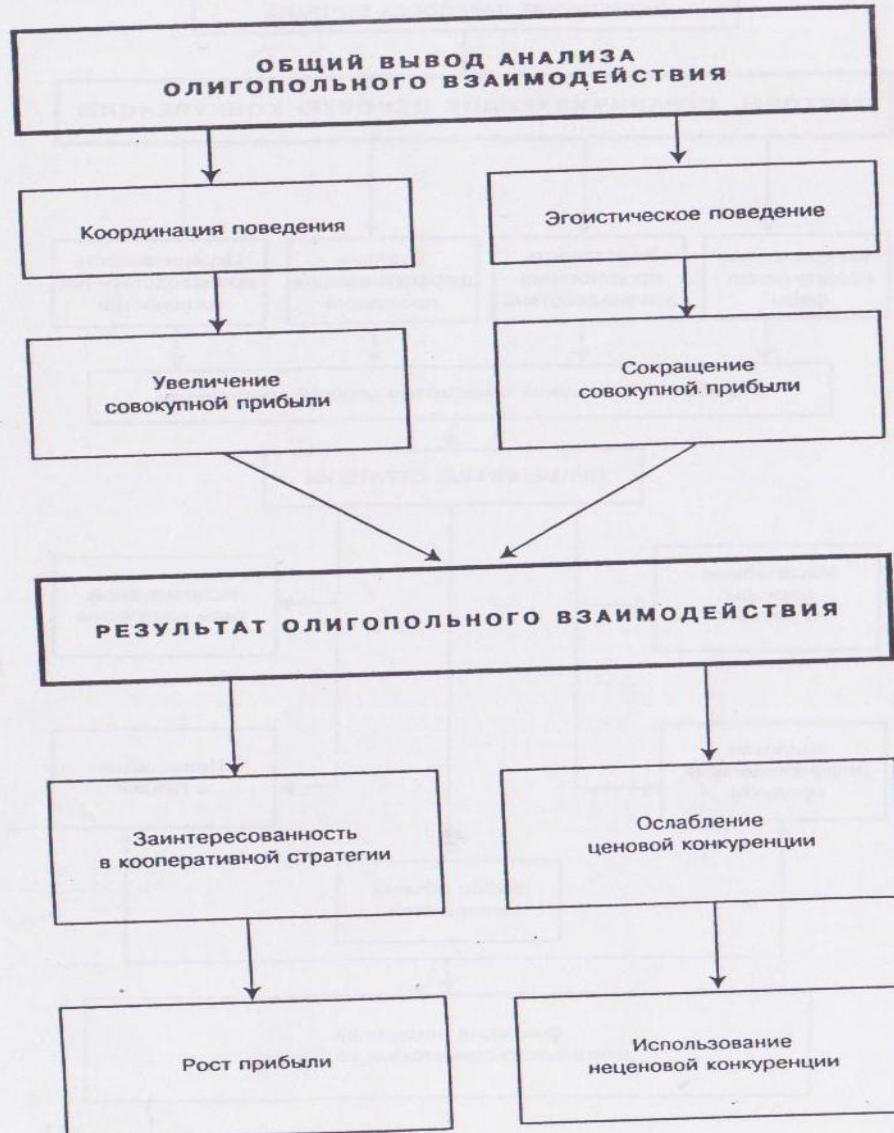 ОБЩИЙ ВЫВОД АНАЛИЗА
ОЛИГОПОЛЬНОГО ВЗАИМОДЕЙСТВИЯ
Координация поведения
Эгоистическое поведение
Увеличение
совокупной прибыли
Сокращение
совокупной прибыли
РЕЗУЛЬТАТ ОЛИГОПОЛЬНОГО ВЗАИМОДЕЙСТВИЯ
Заинтересованность
в кооперативной стратегии
Ослабление
ценовой конкуренции
Рост прибыли
Использование
неценовой конкуренции